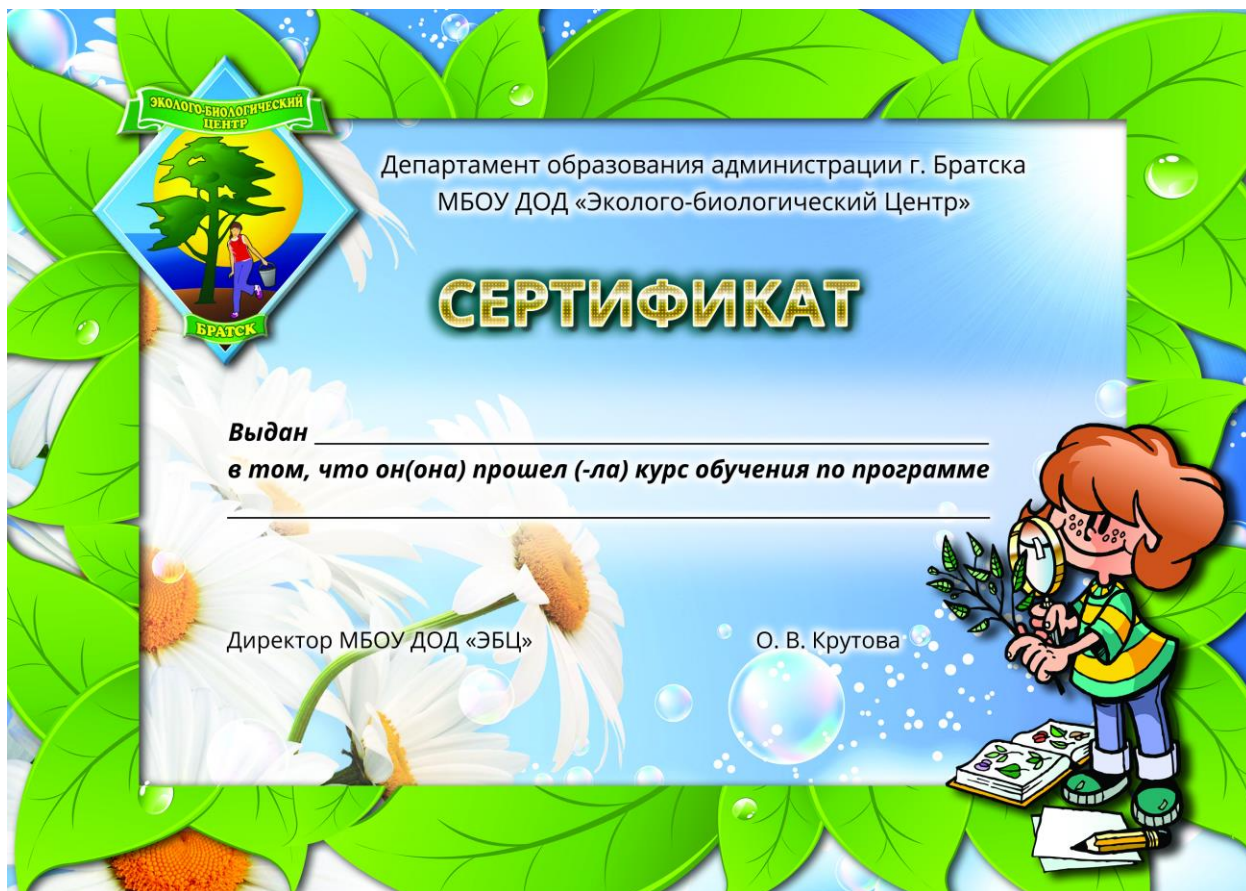 ЭКОЛОГО-БИОЛОГИЧЕСКИЙ
ЦЕНТР
БРАТСК
Департамент образования администрации г. Братска
МБОУ ДОД «Эколого-биологический Центр»
СЕРТИФИКАТ
Выдан
в том, что он(она) прошел (-ла) курс обучения по программе
Директор МБОУ ДОД «ЭБЦ» О. В. Крутова